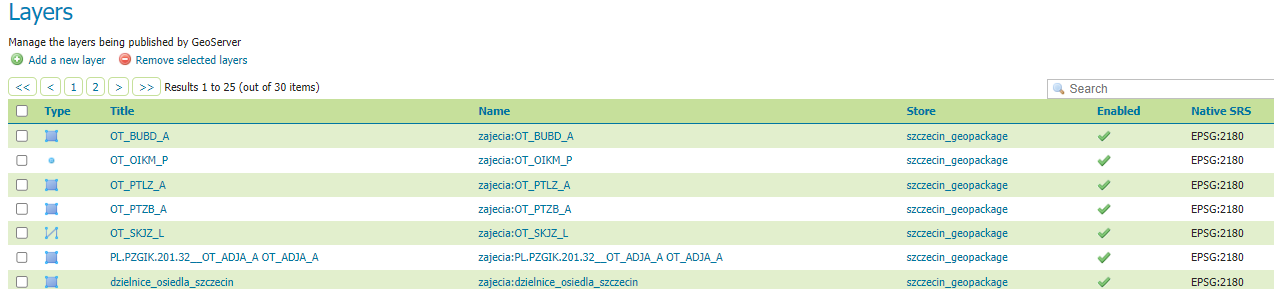 Layers
Manage the layers being published by GeoServer
Add a new layer Remove selected layers
<< < 1 2 > >> Results 1 to 25 (out of 30 items) Search
Type Title Name Store Enabled Native SRS
OT_BUBD_A zajecia:OT_BUBD_A szczecin_geopackage EPSG:2180
OT_OIKM_P zajecia:OT_OIKM_P szczecin_geopackage EPSG:2180
OT_PTLZ_A zajecia:OT_PTLZ_A szczecin_geopackage EPSG:2180
OT_PTZB_A zajecia:OT_PTZB_A szczecin_geopackage EPSG:2180
OT_SKJZ_L zajecia:OT_SKJZ_L szczecin_geopackage EPSG:2180
PL.PZGIK.201.32__OT_ADJA_A OT_ADJA_A zajecia:PL.PZGIK.201.32__OT_ADJA_A OT_ADJA_A szczecin_geopackage EPSG:2180
dzielnice_osiedla_szczecin zajecia:dzielnice_osiedla_szczecin szczecin_geopackage EPSG:2180